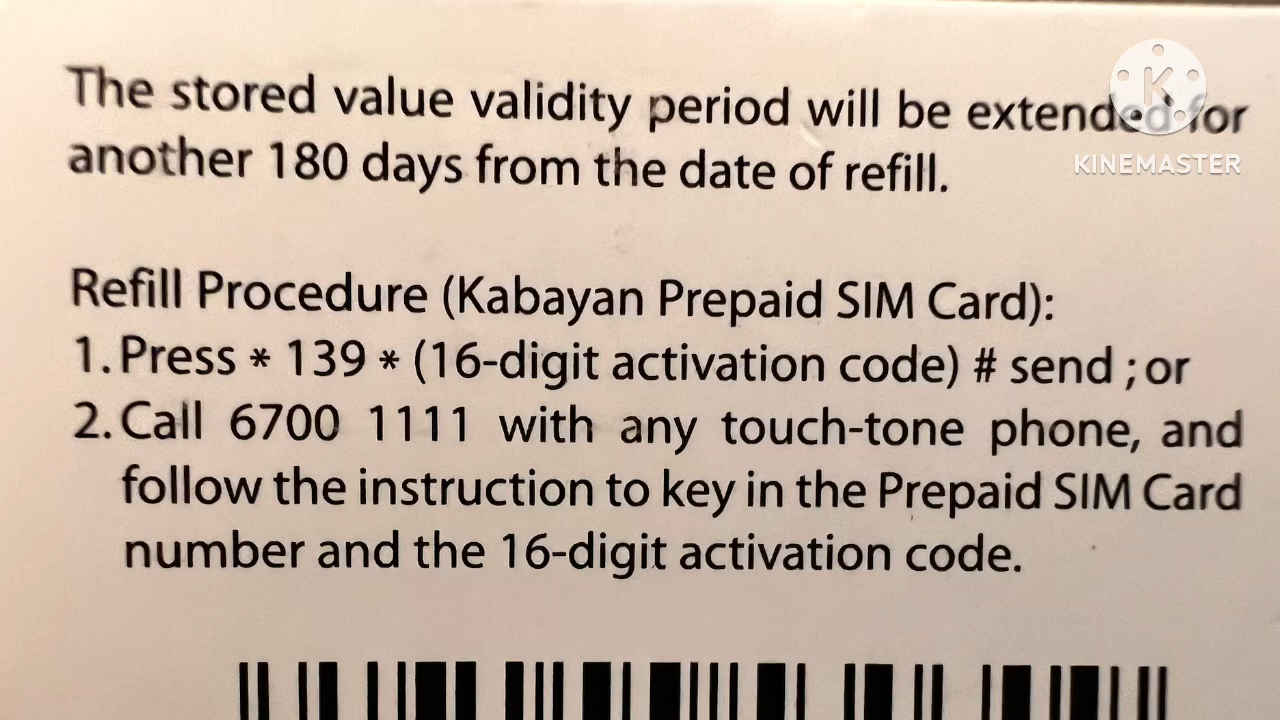 The stored value validity period will be extended for
another 180 days from the date of refill.
Refill Procedure (Kabayan Prepaid SIM Card):
1. Press * 139 * (16-digit activation code) # send ; or
2. Call 6700 1111 with any touch-tone phone, and
follow the instruction to key in the Prepaid SIM Card
number and the 16-digit activation code.
K
KINEMASTER